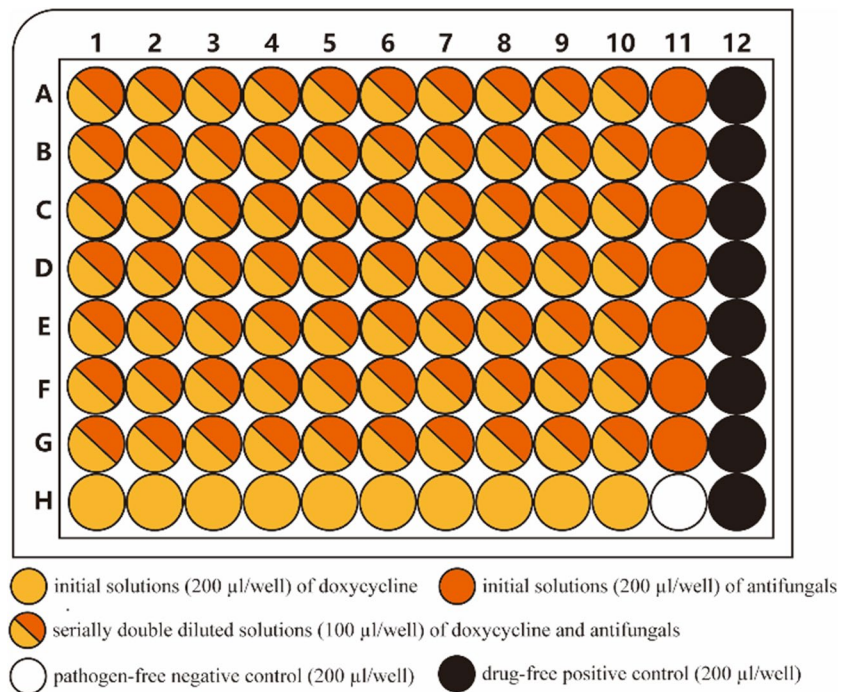 1 2 3 4 5 6 7 8 9 10 11 12
A
B
C
D
E
F
G
H
initial solutions (200 µl/well) of doxycycline initial solutions (200 µl/well) of antifungals
serially double diluted solutions (100 µl/well) of doxycycline and antifungals
pathogen-free negative control (200 µl/well) drug-free positive control (200 µl/well)